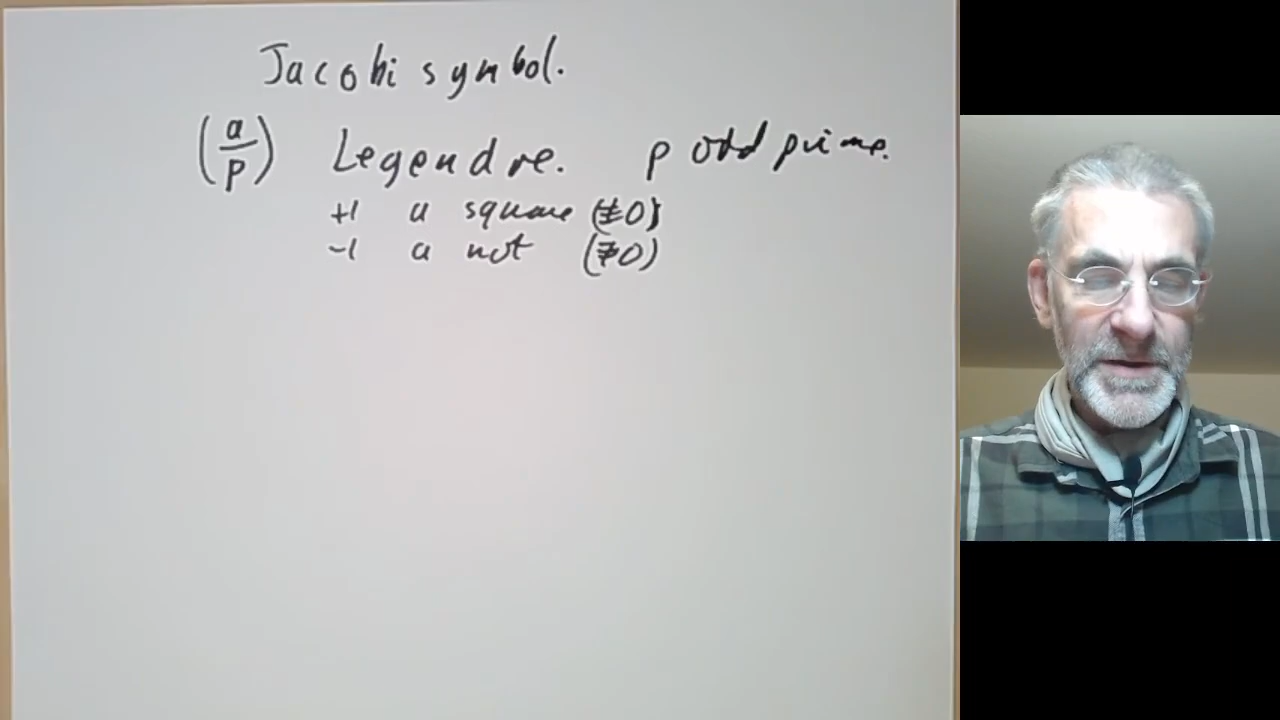 Jacobi symbol.
(a/p) Legendre. p odd prime.
+1 a square (≢0)
-1 a not (≢0)